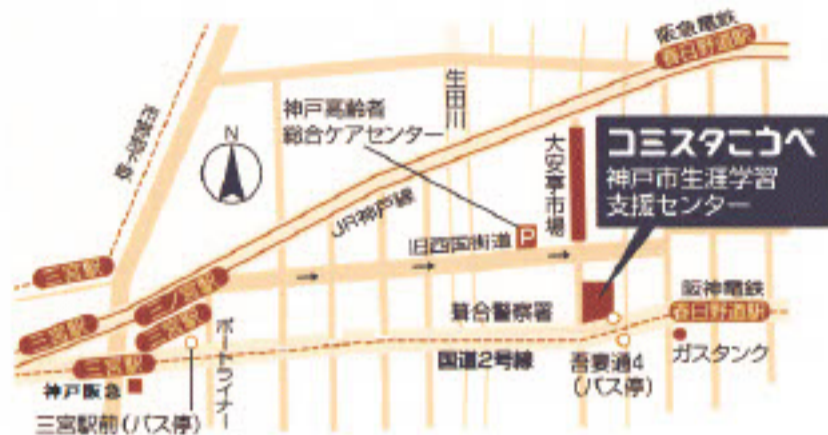 阪急電鉄
春日野道駅
生田川
神戸高齢者
総合ケアセンター
N
大安亭市場
コミスタこうべ
神戸市生涯学習
支援センター
JR神戸線
旧西国街道
P
三宮駅
三ノ宮駅
三宮駅
三宮駅
三宮駅
ポートライナー
葺合警察署
阪神電鉄
春日野道駅
国道2号線
吾妻通4
(バス停)
ガスタンク
神戸阪急
三宮駅前(バス停)